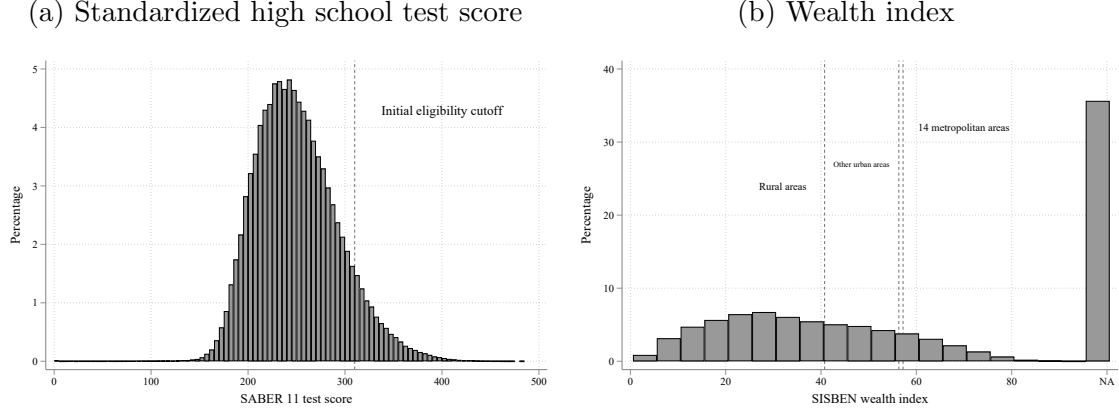 (a) Standardized high school test score
5
4
3
2
1
0
Percentage
Initial eligibility cutoff
0 100 200 300 400 500
SABER 11 test score
(b) Wealth index
40
30
20
10
0
Percentage
14 metropolitan areas
Other urban areas
Rural areas
0 20 40 60 80 NA
SISBEN wealth index